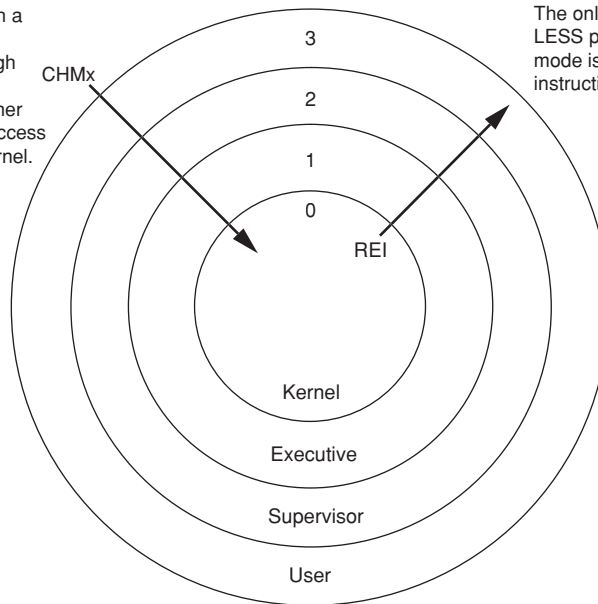 a
gh
CHMx
ccess
rnel.
The onl
LESS p
mode is
instructi
3
2
1
0
REI
Kernel
Executive
Supervisor
User